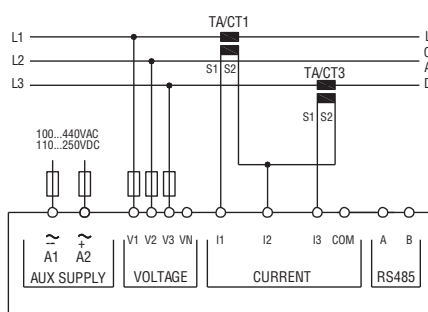 TA/CT1
L1
L
L2
S1 S2
O
TA/CT3
A
L3
D
S1 S2
100...440VAC
110...250VDC
V1 V2 V3 VN I1 I2 I3 COM A B
~ ~
-- +
A1 A2
AUX SUPPLY VOLTAGE CURRENT RS485